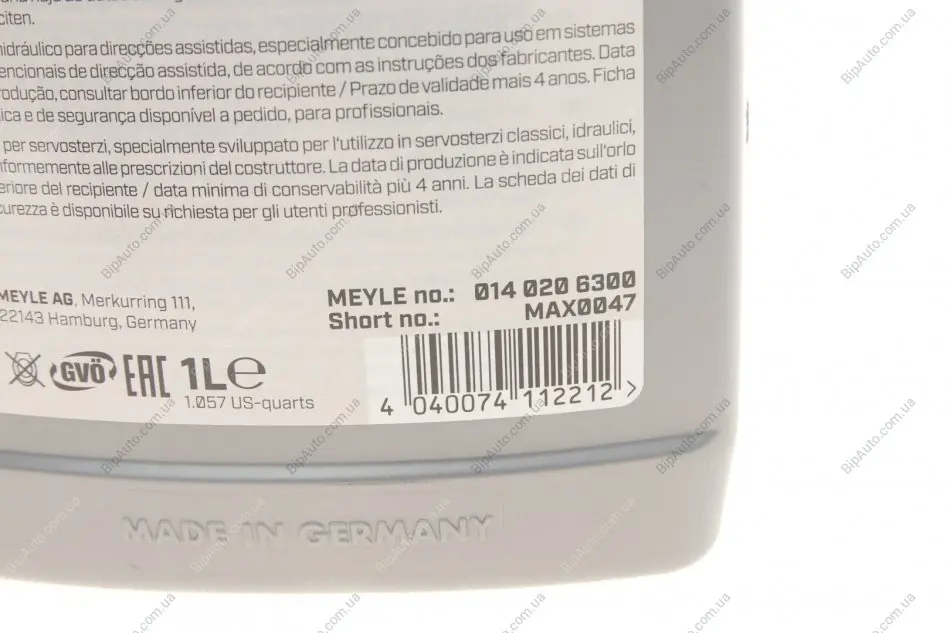 citen.
hidráulico para direcções assistidas, especialmente concebido para uso em sistemas
encionais de direcção assistida, de acordo com as instruções dos fabricantes. Data
rodução, consultar bordo inferior do recipiente / Prazo de validade mais 4 anos. Ficha
ica e de segurança disponível a pedido, para profissionais.
per servosterzi, specialmente sviluppato per l'utilizzo in servosterzi classici, idraulici,
nformemente alle prescrizioni del costruttore. La data di produzione è indicata sull'orlo
eriore del recipiente / data minima di conservabilità più 4 anni. La scheda dei dati di
curezza è disponibile su richiesta per gli utenti professionisti.
MEYLE AG, Merkurring 111,
22143 Hamburg, Germany
MEYLE no.: 014 020 6300
Short no.: MAX0047
GVÖ EAC 1L℮
1.057 US-quarts
4 040074 112212 >
MADE IN GERMANY
BipAuto.com.ua